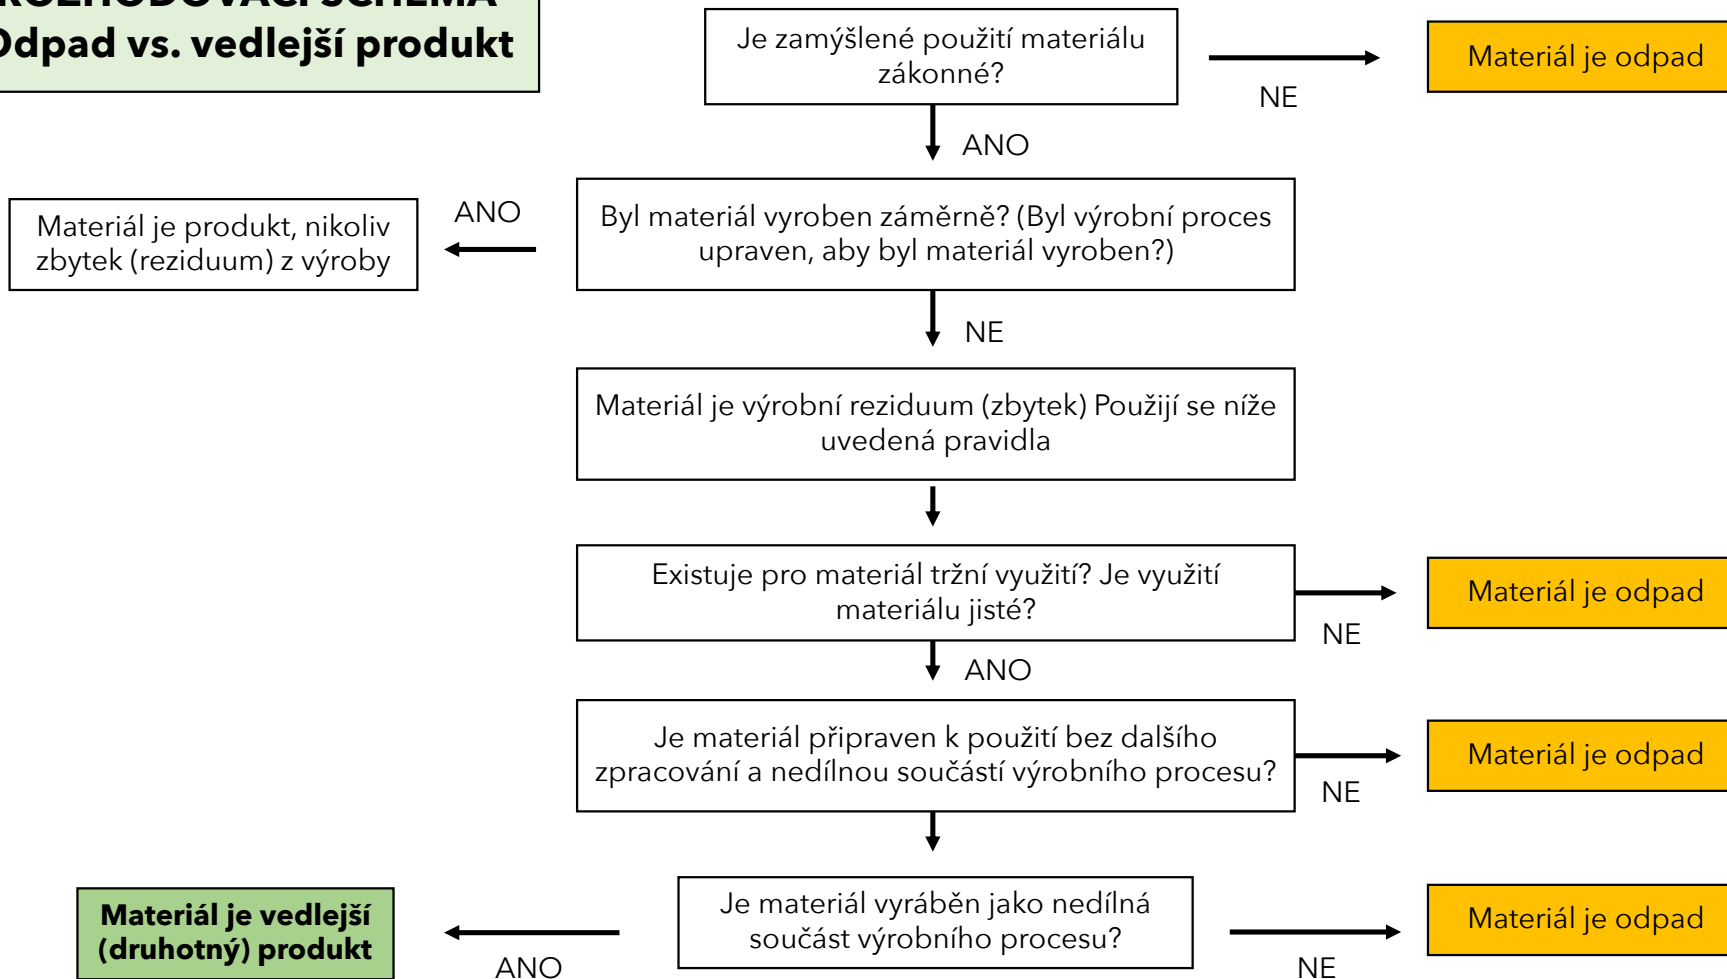 Odpad vs. vedlejší produkt
Je zamýšlené použití materiálu
zákonné?
NE
Materiál je odpad
ANO
Byl materiál vyroben záměrně? (Byl výrobní proces
upraven, aby byl materiál vyroben?)
ANO
Materiál je produkt, nikoliv
zbytek (reziduum) z výroby
NE
Materiál je výrobní reziduum (zbytek) Použijí se níže
uvedená pravidla
Existuje pro materiál tržní využití? Je využití
materiálu jisté?
NE
Materiál je odpad
ANO
Je materiál připraven k použití bez dalšího
zpracování a nedílnou součástí výrobního procesu?
NE
Materiál je odpad
Je materiál vyráběn jako nedílná
součást výrobního procesu?
NE
Materiál je odpad
ANO
Materiál je vedlejší
(druhotný) produkt